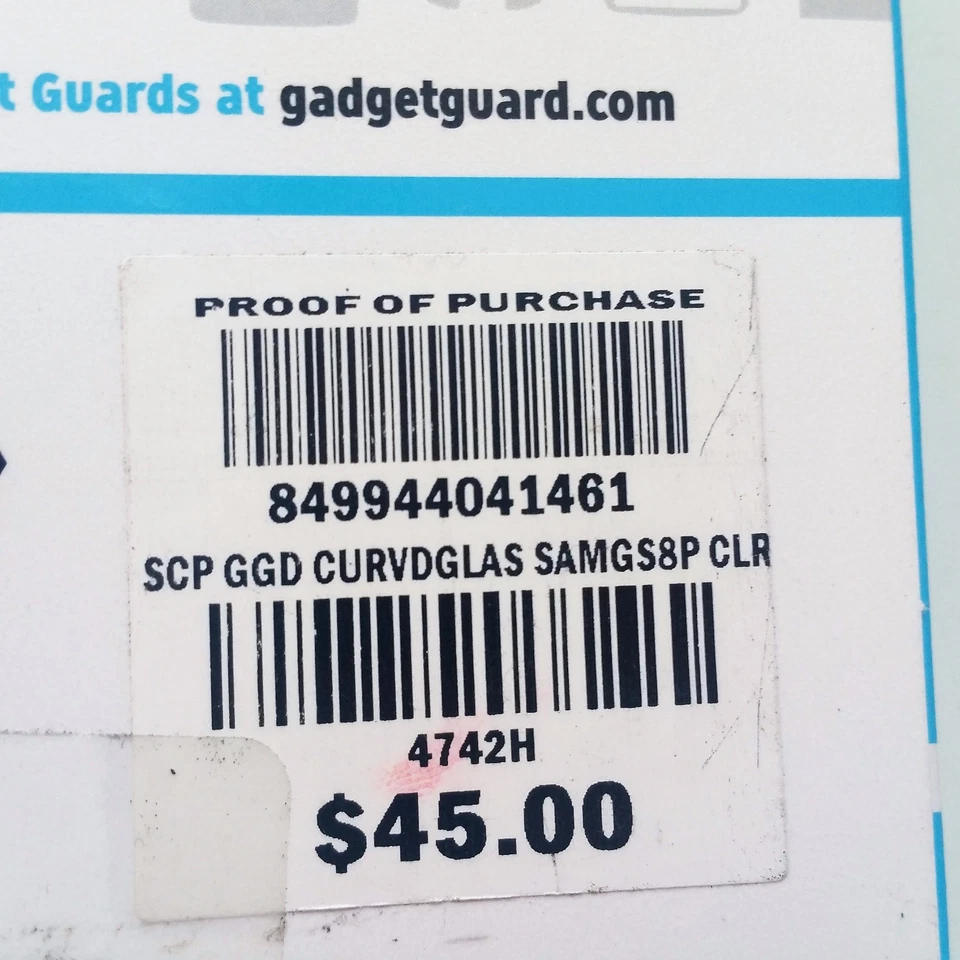 t Guards at gadgetguard.com
PROOF OF PURCHASE
849944041461
SCP GGD CURVDGLAS SAMGS8P CLR
4742H
$45.00